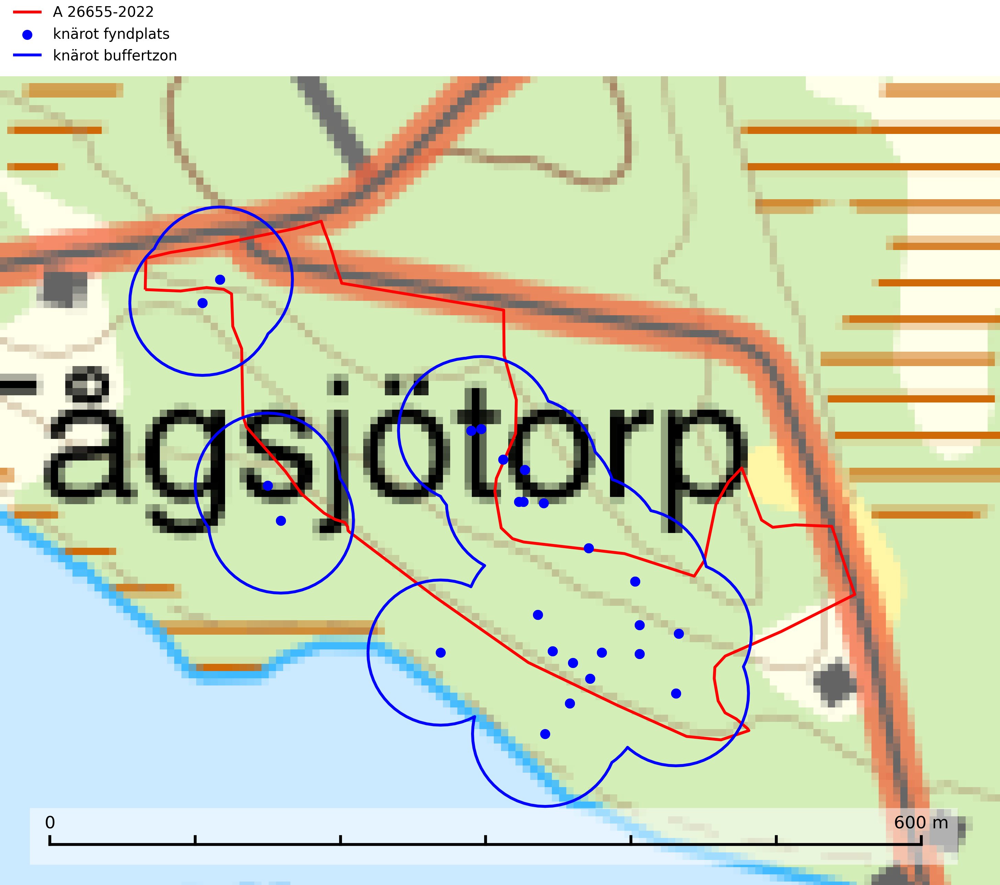 A 26655-2022
knärot fyndplats
knärot buffertzon
ågsjötorp
0
600 m